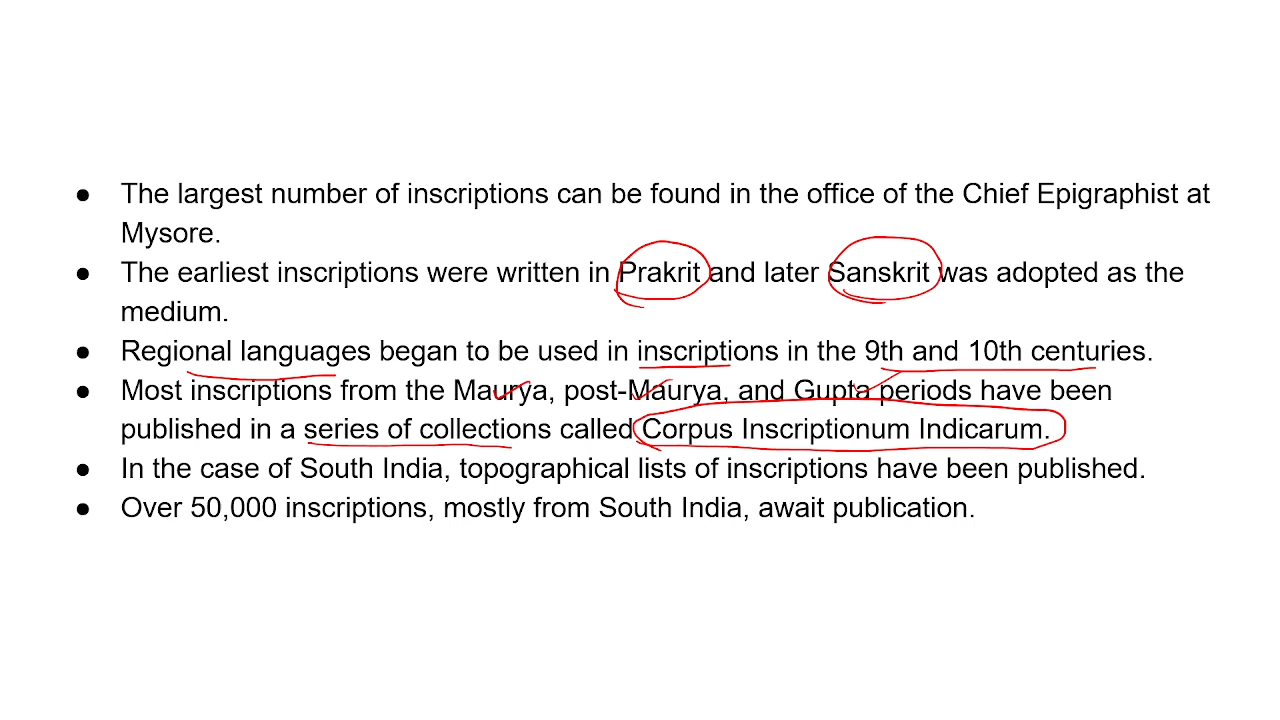 ● The largest number of inscriptions can be found in the office of the Chief Epigraphist at
Mysore.
● The earliest inscriptions were written in Prakrit and later Sanskrit was adopted as the
medium.
● Regional languages began to be used in inscriptions in the 9th and 10th centuries.
● Most inscriptions from the Maurya, post-Maurya, and Gupta periods have been
published in a series of collections called Corpus Inscriptionum Indicarum.
● In the case of South India, topographical lists of inscriptions have been published.
● Over 50,000 inscriptions, mostly from South India, await publication.